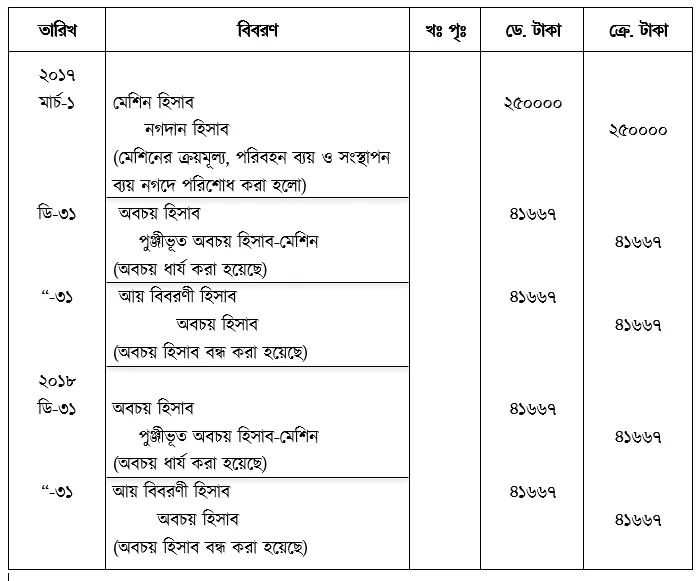 তারিখ বিবরণ খঃ পৃঃ ডে. টাকা ক্রে. টাকা
২০১৭
মার্চ-১ মেশিন হিসাব ২৫০০০০
নগদান হিসাব ২৫০০০০
(মেশিনের ক্রয়মূল্য, পরিবহন ব্যয় ও সংস্থাপন
ব্যয় নগদে পরিশোধ করা হলো)
ডি-৩১ অবচয় হিসাব ৪১৬৬৭
পুঞ্জীভূত অবচয় হিসাব-মেশিন ৪১৬৬৭
(অবচয় ধার্য করা হয়েছে)
“-৩১ আয় বিবরণী হিসাব ৪১৬৬৭
অবচয় হিসাব ৪১৬৬৭
(অবচয় হিসাব বন্ধ করা হয়েছে)
২০১৮
ডি-৩১ অবচয় হিসাব ৪১৬৬৭
পুঞ্জীভূত অবচয় হিসাব-মেশিন ৪১৬৬৭
(অবচয় ধার্য করা হয়েছে)
“-৩১ আয় বিবরণী হিসাব ৪১৬৬৭
অবচয় হিসাব ৪১৬৬৭
(অবচয় হিসাব বন্ধ করা হয়েছে)